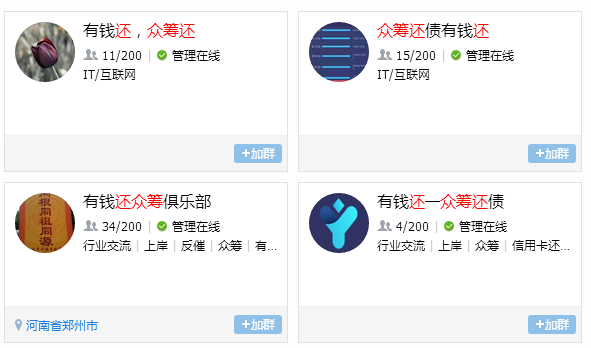 有钱还，众筹还
11/200 | 管理在线
IT/互联网
+加群
众筹还债有钱还
15/200 | 管理在线
IT/互联网
+加群
根同祖同源
有钱还众筹俱乐部
34/200 | 管理在线
行业交流 | 上岸 | 反催 | 众筹 | 有...
河南省郑州市
+加群
有钱还一众筹还债
4/200 | 管理在线
行业交流 | 上岸 | 众筹 | 信用卡还...
+加群